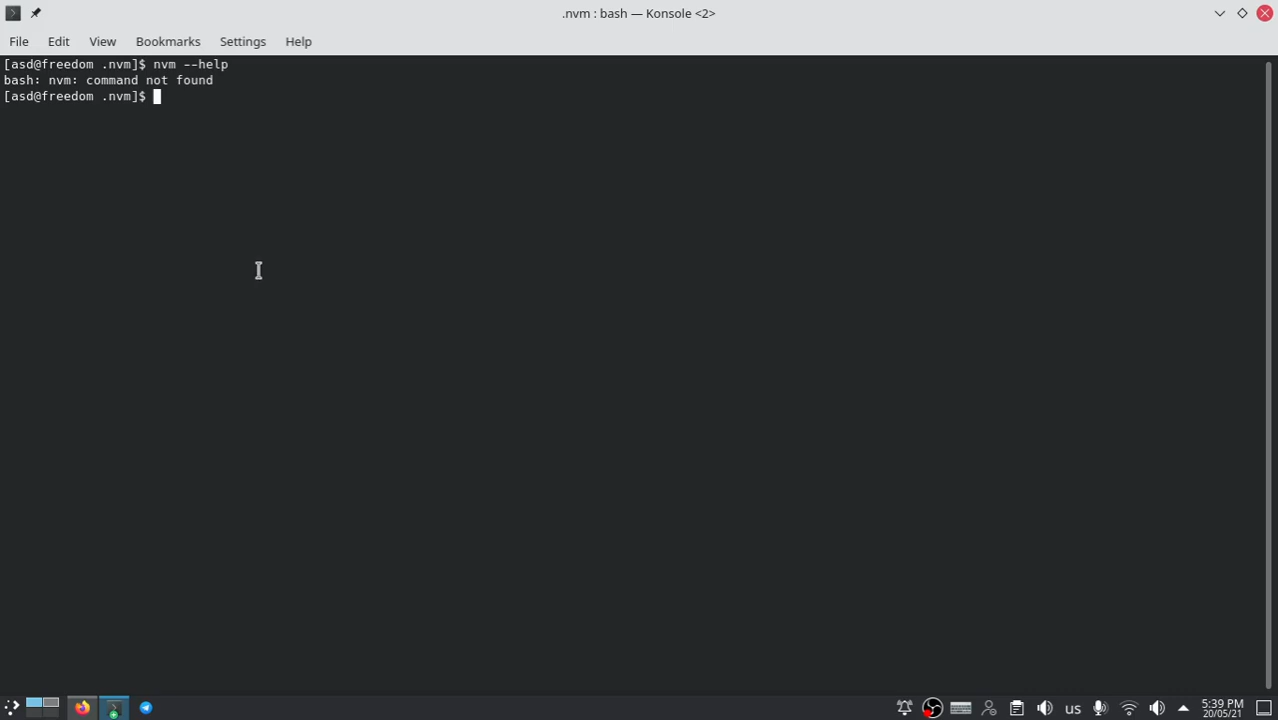 .nvm : bash — Konsole <2>
File Edit View Bookmarks Settings Help
[asd@freedom .nvm]$ nvm --help
bash: nvm: command not found
[asd@freedom .nvm]$
us
5:39 PM
20/05/21